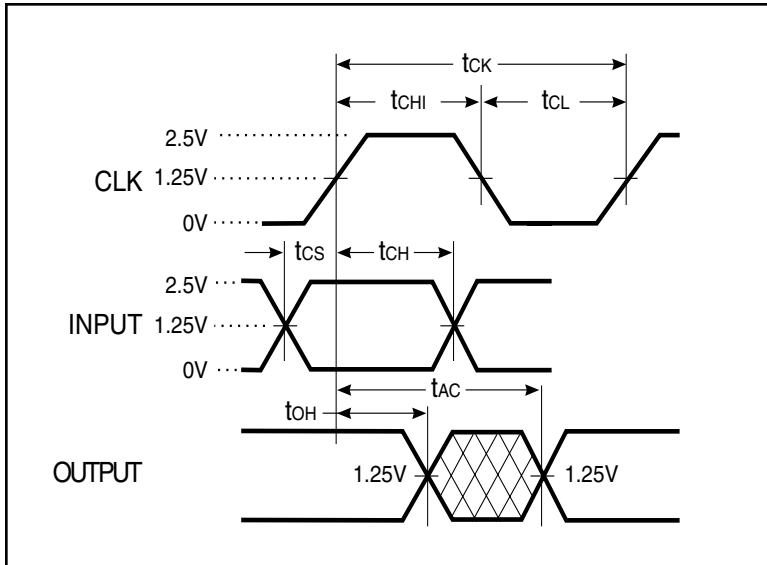 tCK
tCHI
tCL
2.5V
CLK 1.25V
0V
tCS
tCH
2.5V
INPUT 1.25V
0V
tAC
tOH
OUTPUT 1.25V 1.25V